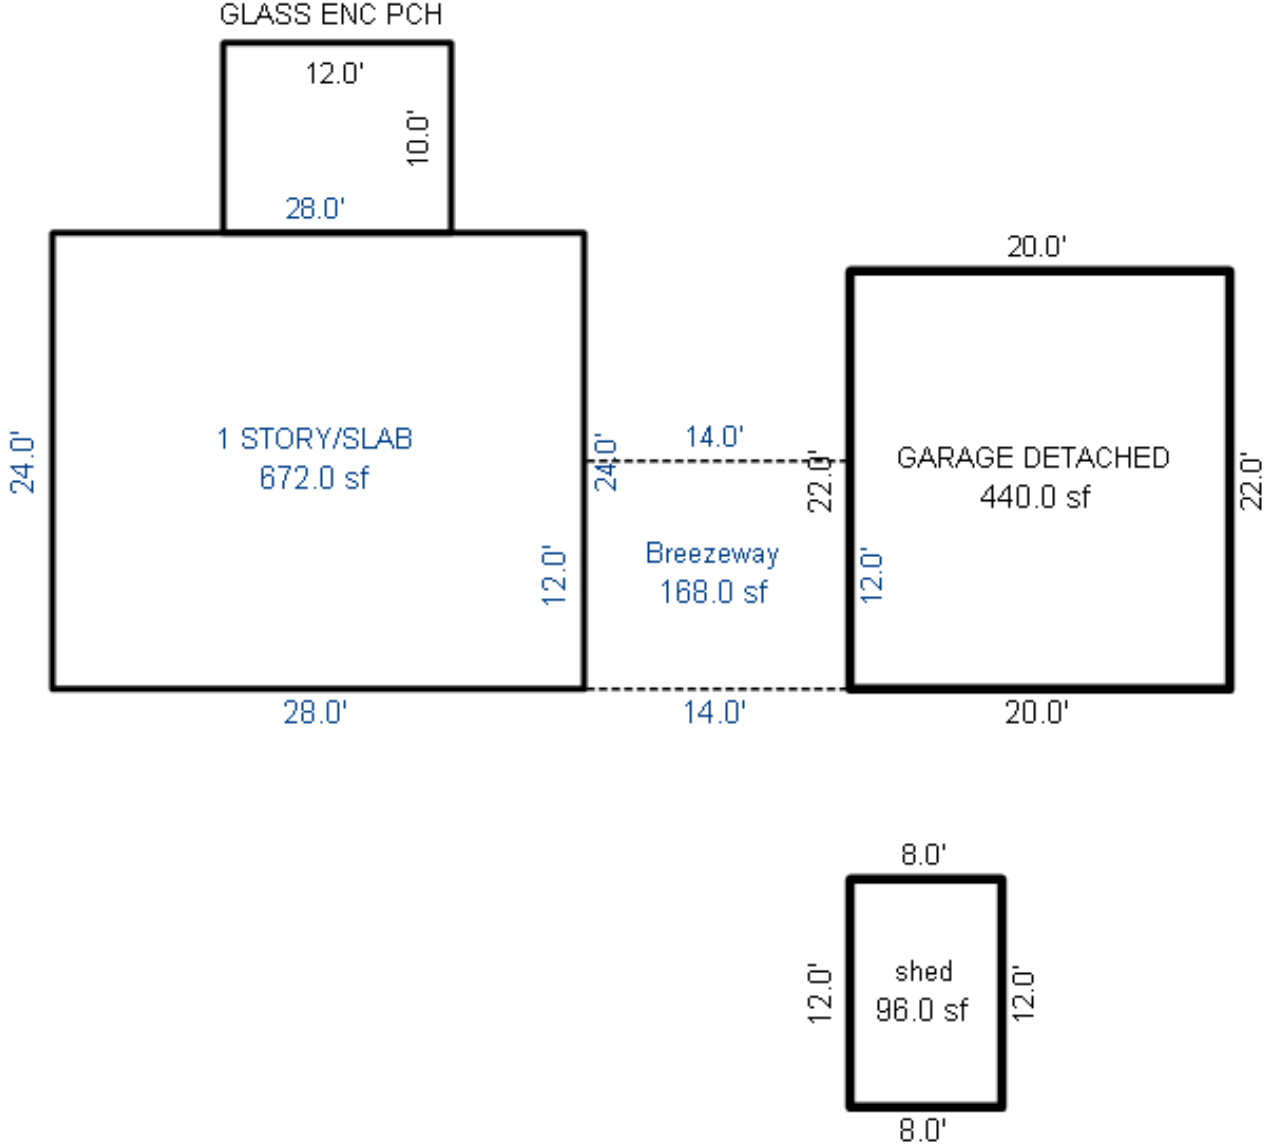 GLASS ENC PCH
12.0'
10.0'
28.0'
24.0'
1 STORY/SLAB
672.0 sf
24.0'
12.0'
28.0'
14.0'
Breezeway
168.0 sf
14.0'
20.0'
22.0'
GARAGE DETACHED
440.0 sf
22.0'
12.0'
20.0'
8.0'
12.0'
shed
96.0 sf
12.0'
8.0'